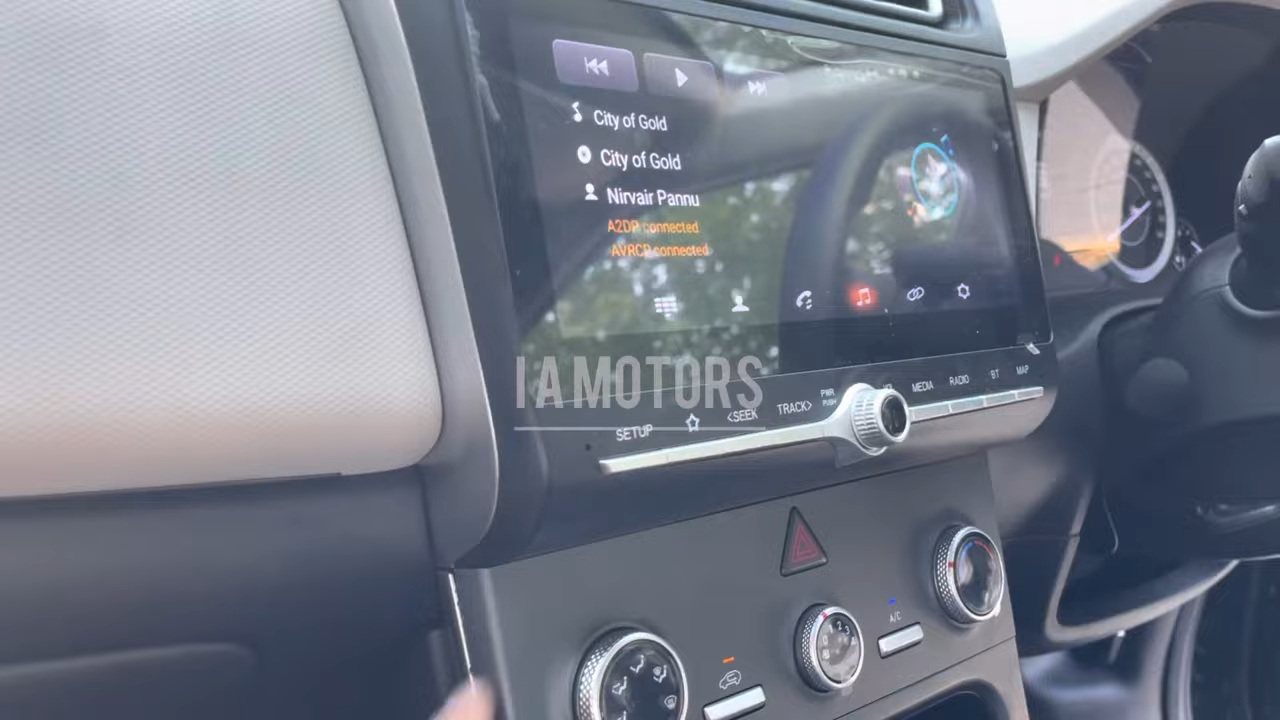 City of Gold
City of Gold
Nirvair Pannu
A2DP connected
AVRCP connected
IA MOTORS
SETUP
<SEEK
TRACK>
PWR
PUSH
MEDIA
RADIO
BT
MAP
A/C